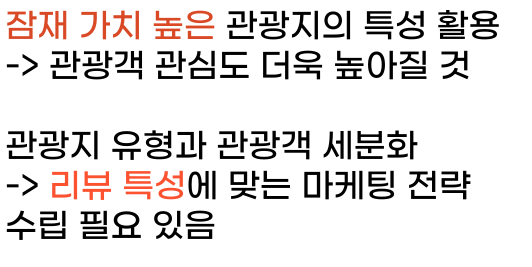 잠재 가치 높은 관광지의 특성 활용
-> 관광객 관심도 더욱 높아질 것
관광지 유형과 관광객 세분화
-> 리뷰 특성에 맞는 마케팅 전략
수립 필요 있음